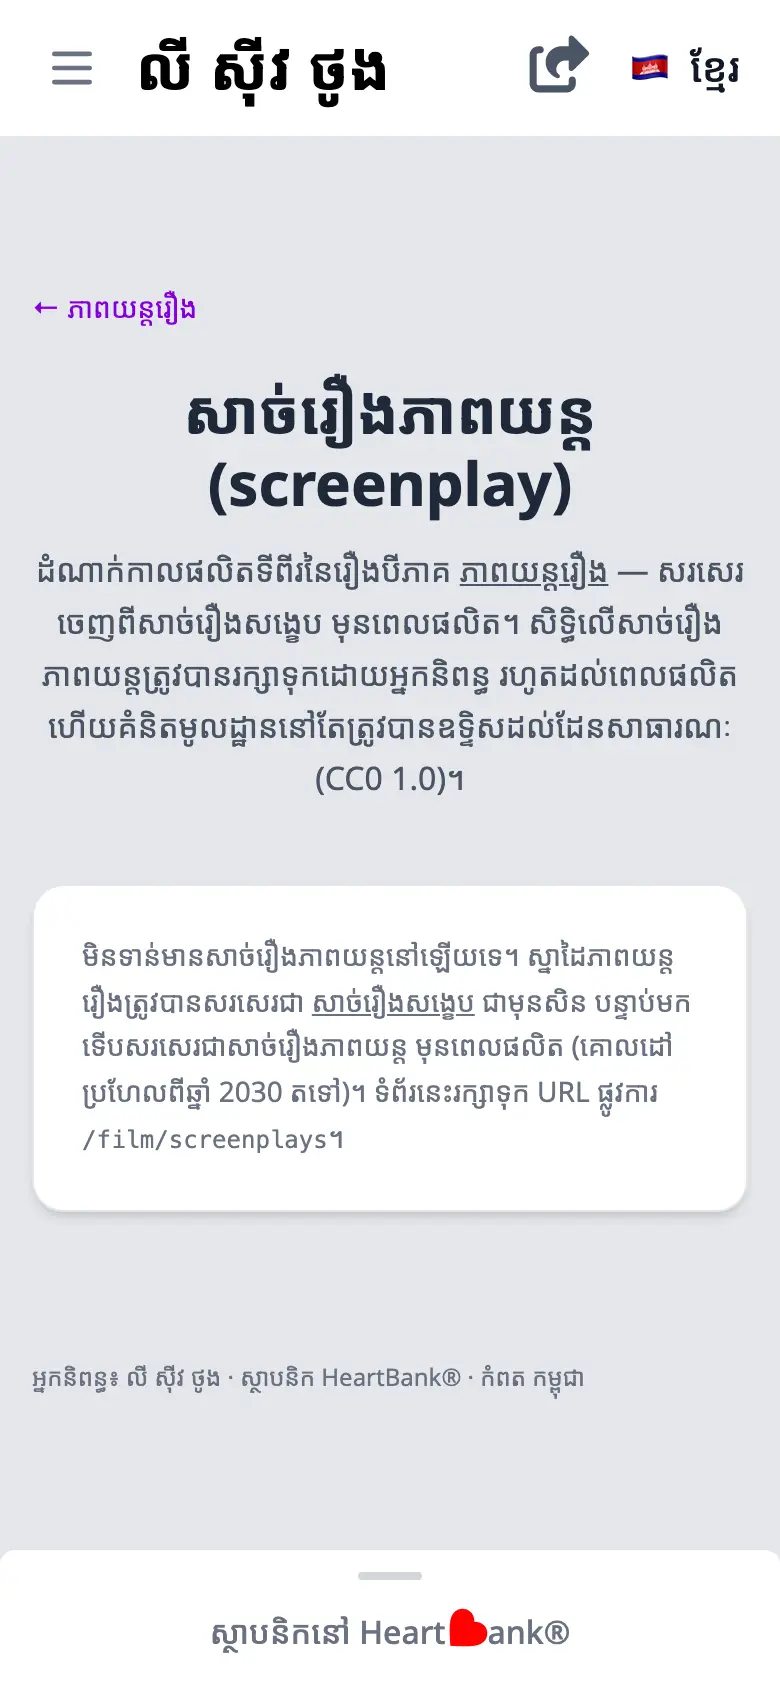 លី ស៊ីវ ថូង
ខ្មែរ
← ភាពយន្តរឿង
សាច់រឿងភាពយន្ត
(screenplay)
ដំណាក់កាលផលិតទីពីរនៃរឿងបីភាគ ភាពយន្តរឿង — សរសេរ
ចេញពីសាច់រឿងសង្ខេប មុនពេលផលិត។ សិទ្ធិលើសាច់រឿង
ភាពយន្តត្រូវបានរក្សាទុកដោយអ្នកនិពន្ធ រហូតដល់ពេលផលិត
ហើយគំនិតមូលដ្ឋាននៅតែត្រូវបានឧទ្ទិសដល់ដែនសាធារណៈ
(CC0 1.0)។
មិនទាន់មានសាច់រឿងភាពយន្តនៅឡើយទេ។ ស្នាដៃភាពយន្ត
រឿងត្រូវបានសរសេរជា សាច់រឿងសង្ខេប ជាមុនសិន បន្ទាប់មក
ទើបសរសេរជាសាច់រឿងភាពយន្ត មុនពេលផលិត (គោលដៅ
ប្រហែលពីឆ្នាំ 2030 តទៅ)។ ទំព័រនេះរក្សាទុក URL ផ្លូវការ
/film/screenplays។
អ្នកនិពន្ធ៖ លី ស៊ីវ ថូង · ស្ថាបនិក HeartBank® · កំពត កម្ពុជា
ស្ថាបនិកនៅ Heart ank®